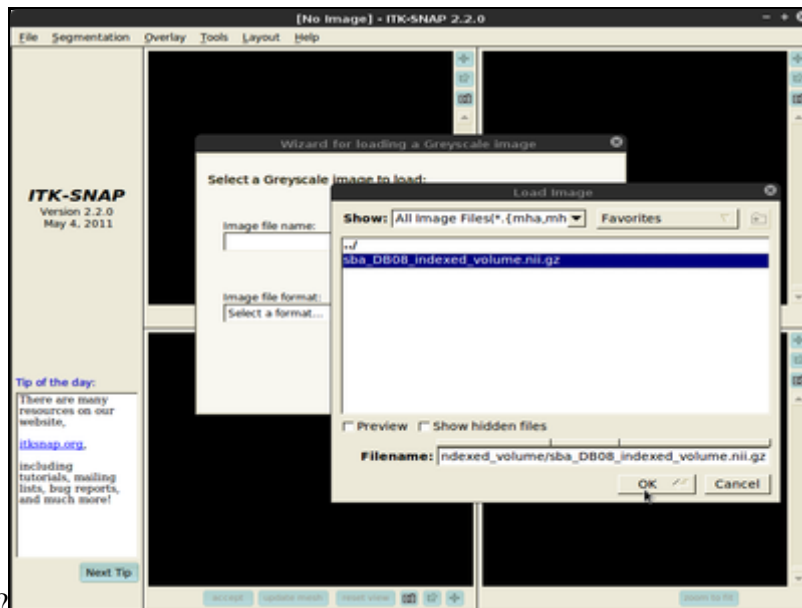 [No Image] - ITK-SNAP 2.2.0
File Segmentation Overlay Tools Layout Help
ITK-SNAP
Version 2.2.0
May 4, 2011
Wizard for loading a Greyscale image
Select a Greyscale image to load:
Image file name:
Image file format:
Select a format...
Load Image
Show: All Image Files(*.{mha,mh
Favorites
../
sba_DB08_indexed_volume.nii.gz
Preview Show hidden files
Filename: ndexed_volume/sba_DB08_indexed_volume.nii.gz
OK Cancel
Tip of the day:
There are many
resources on our
website,
itksnap.org,
including
tutorials, mailing
lists, bug reports,
and much more!
Next Tip
accept update mesh reset view
zoom to fit
?